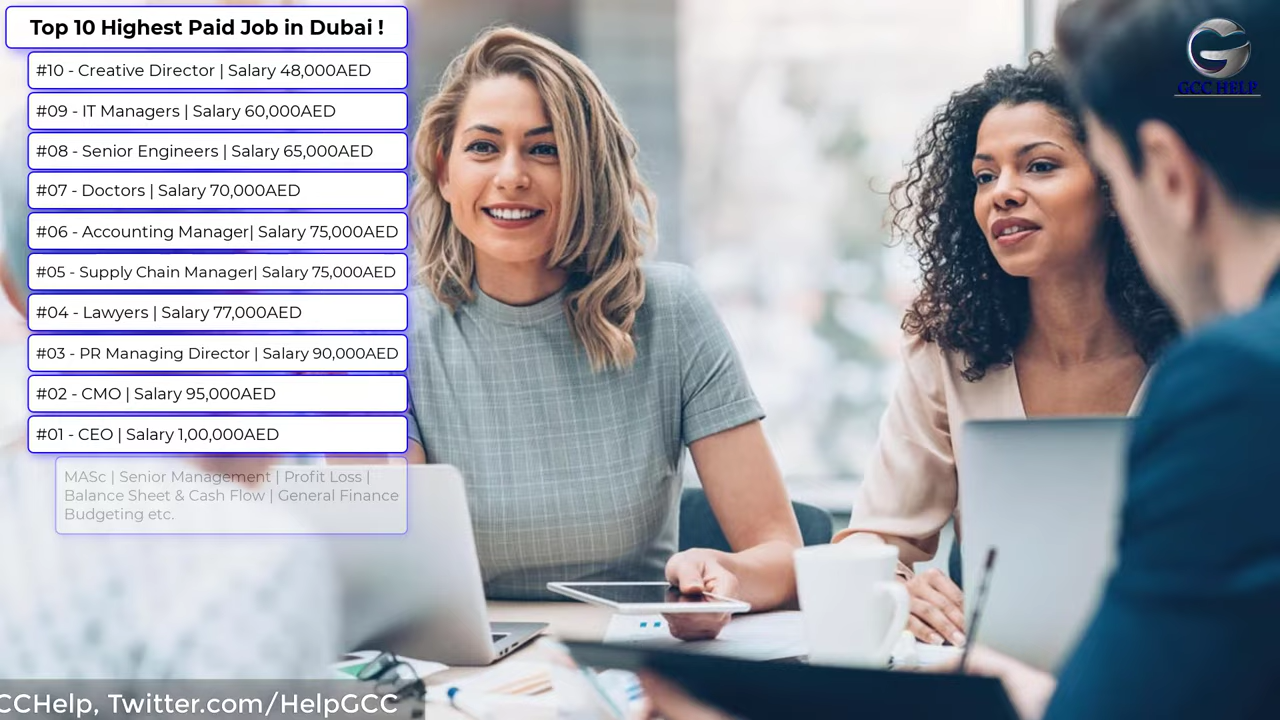 Top 10 Highest Paid Job in Dubai !
#10 - Creative Director | Salary 48,000AED
#09 - IT Managers | Salary 60,000AED
#08 - Senior Engineers | Salary 65,000AED
#07 - Doctors | Salary 70,000AED
#06 - Accounting Manager| Salary 75,000AED
#05 - Supply Chain Manager| Salary 75,000AED
#04 - Lawyers | Salary 77,000AED
#03 - PR Managing Director | Salary 90,000AED
#02 - CMO | Salary 95,000AED
#01 - CEO | Salary 1,00,000AED
MASc | Senior Management | Profit Loss |
Balance Sheet & Cash Flow | General Finance
Budgeting etc.
GCC HELP
CCHelp, Twitter.com/HelpGCC